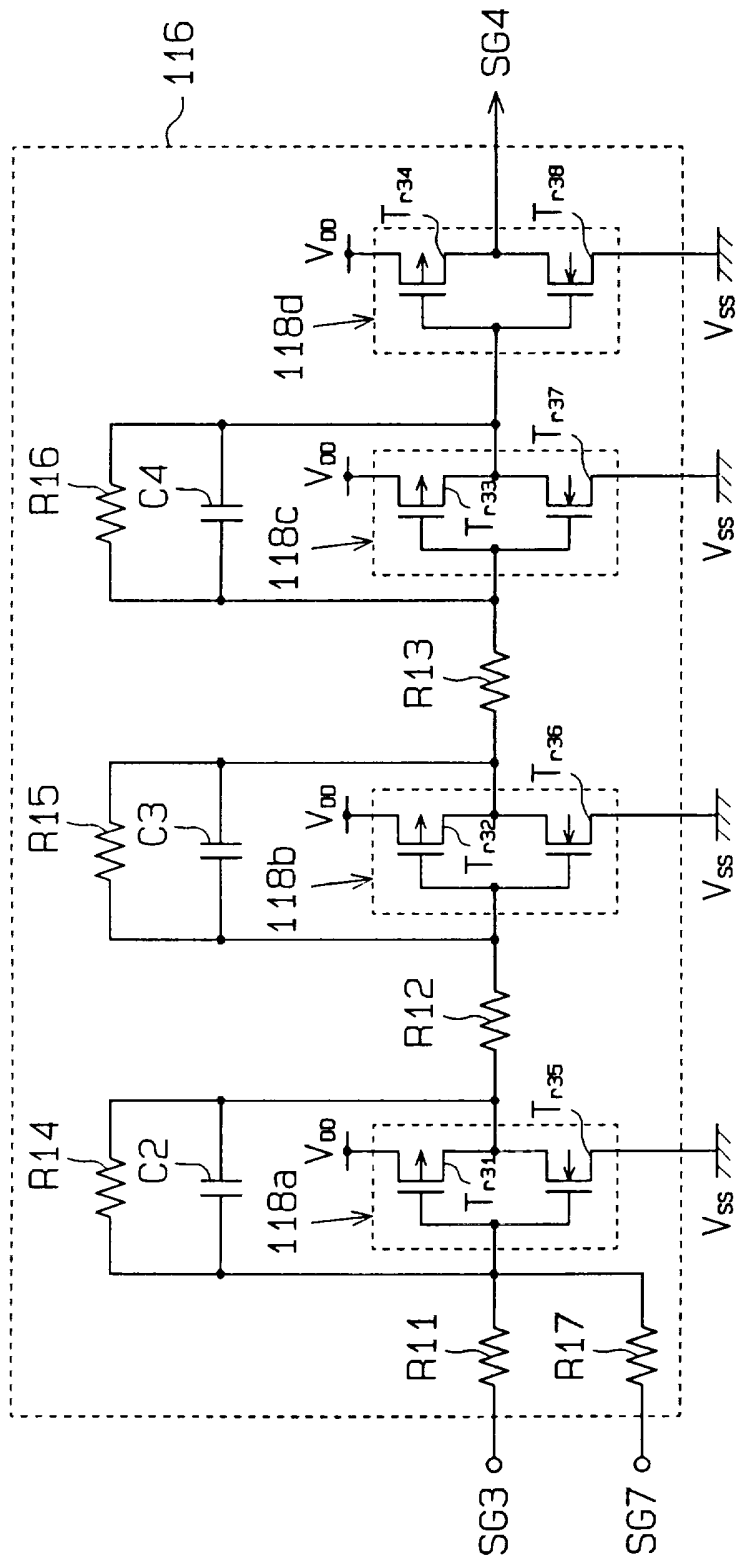 116
R14
R15
R16
C2
C3
C4
118a
118b
118c
118d
VDD
VDD
VDD
VDD
Tr31
Tr32
Tr33
Tr34
SG3
R11
R12
R13
SG4
Tr35
Tr36
Tr37
Tr38
SG7
R17
VSS
VSS
VSS
VSS